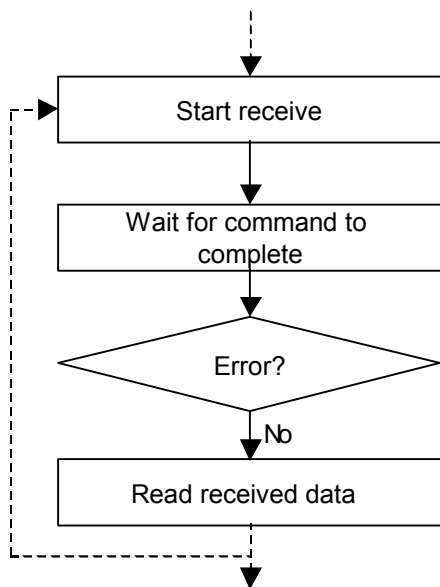 Start receive
Wait for command to
complete
Error?
No
Read received data